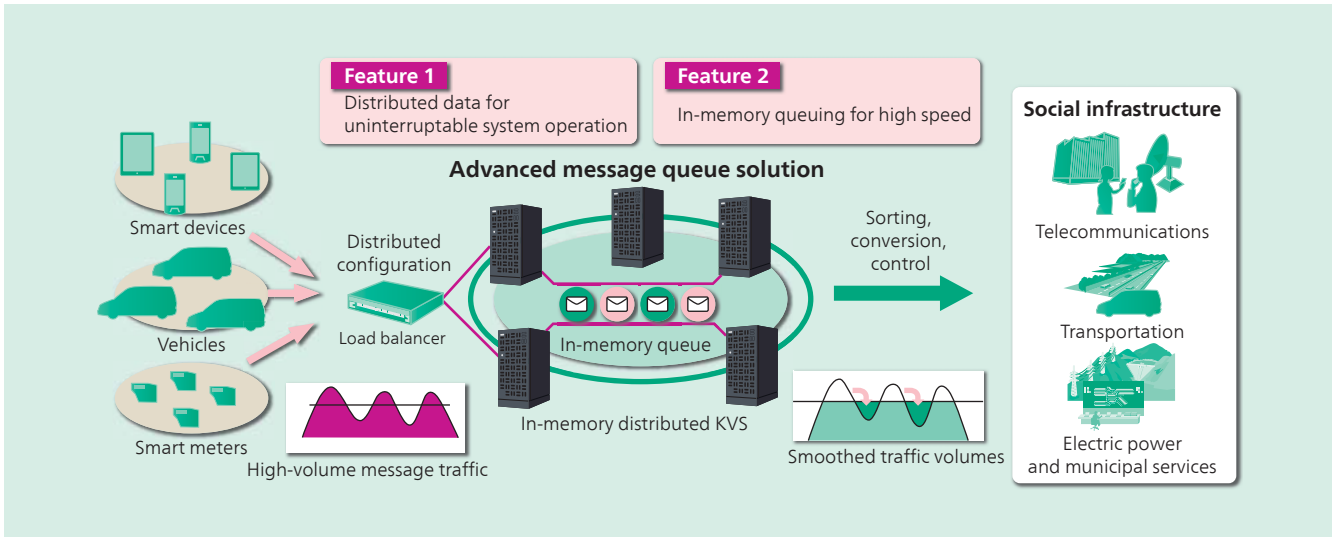 Feature 1
Distributed data for
uninterruptable system operation
Feature 2
In-memory queuing for high speed
Advanced message queue solution
Smart devices
Vehicles
Smart meters
Distributed
configuration
Load balancer
High-volume message traffic
In-memory queue
In-memory distributed KVS
Sorting,
conversion,
control
Smoothed traffic volumes
Social infrastructure
Telecommunications
Transportation
Electric power
and municipal services